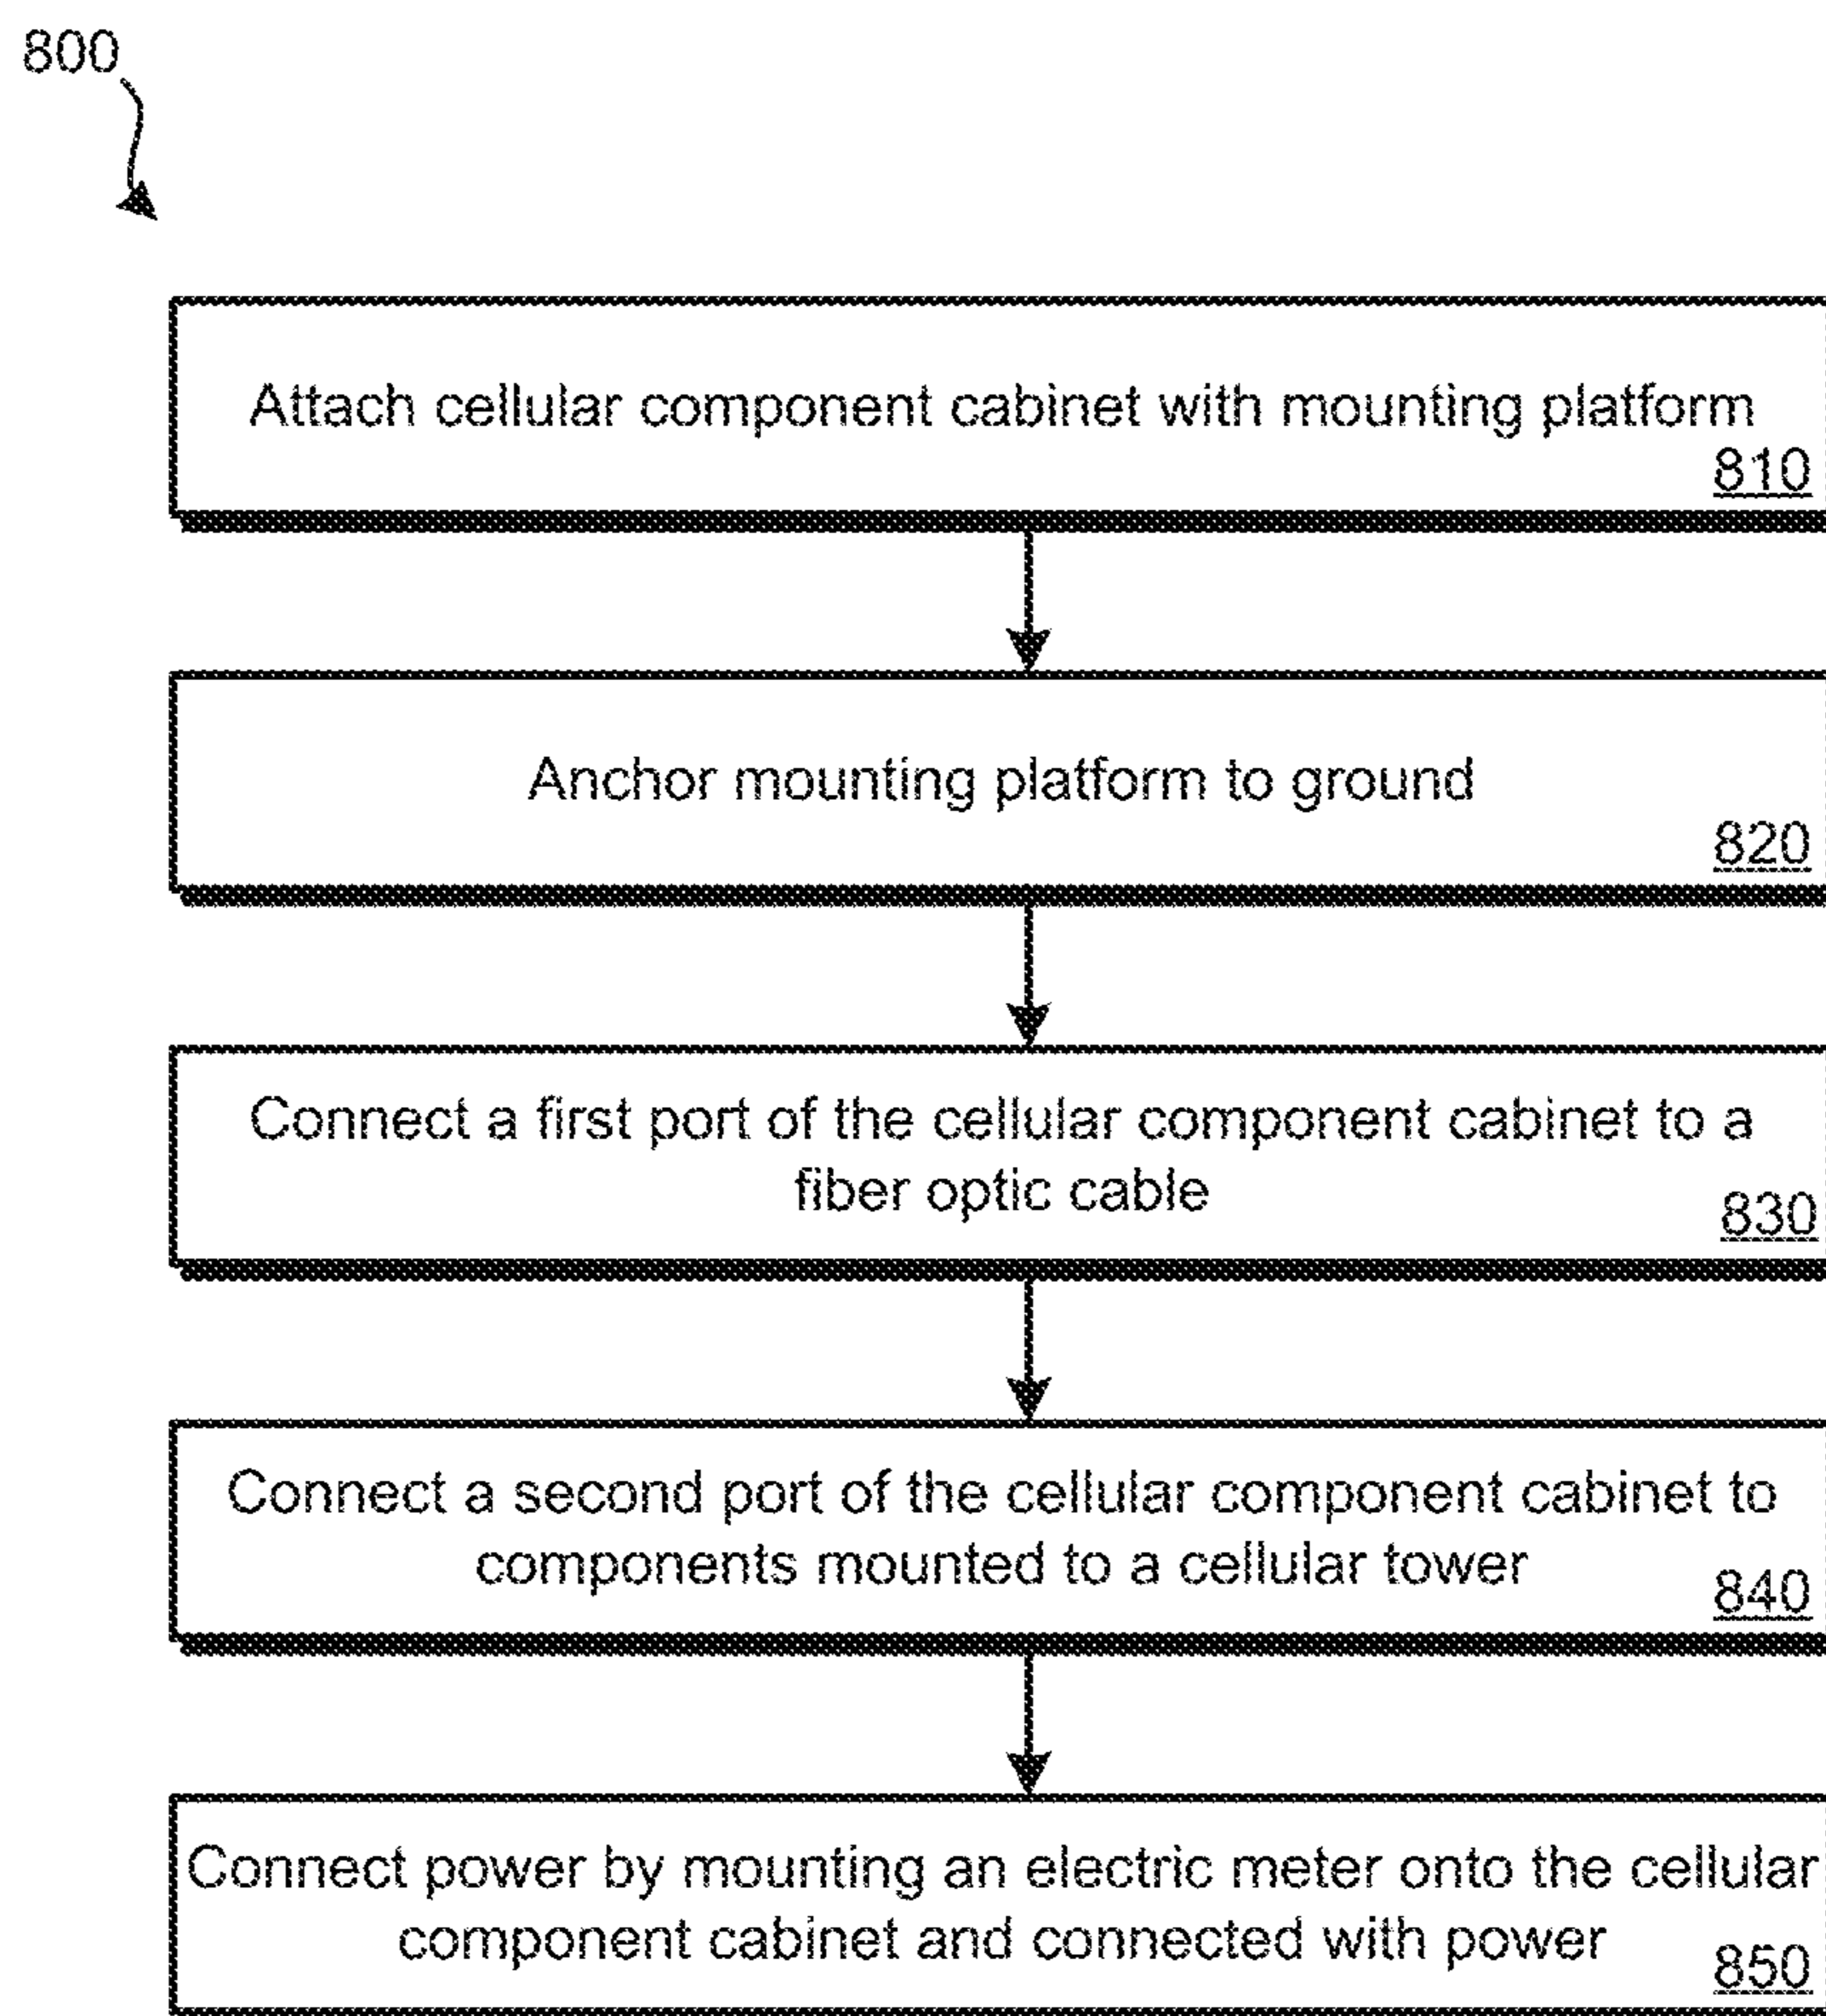 800
Attach cellular component cabinet with mounting platform
810
Anchor mounting platform to ground
820
Connect a first port of the cellular component cabinet to a
fiber optic cable
830
Connect a second port of the cellular component cabinet to
components mounted to a cellular tower
840
Connect power by mounting an electric meter onto the cellular
component cabinet and connected with power
850